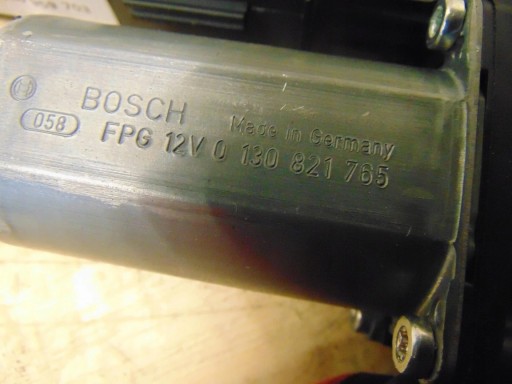 BOSCH Made in Germany
058 FPG 12V 0 130 821 765